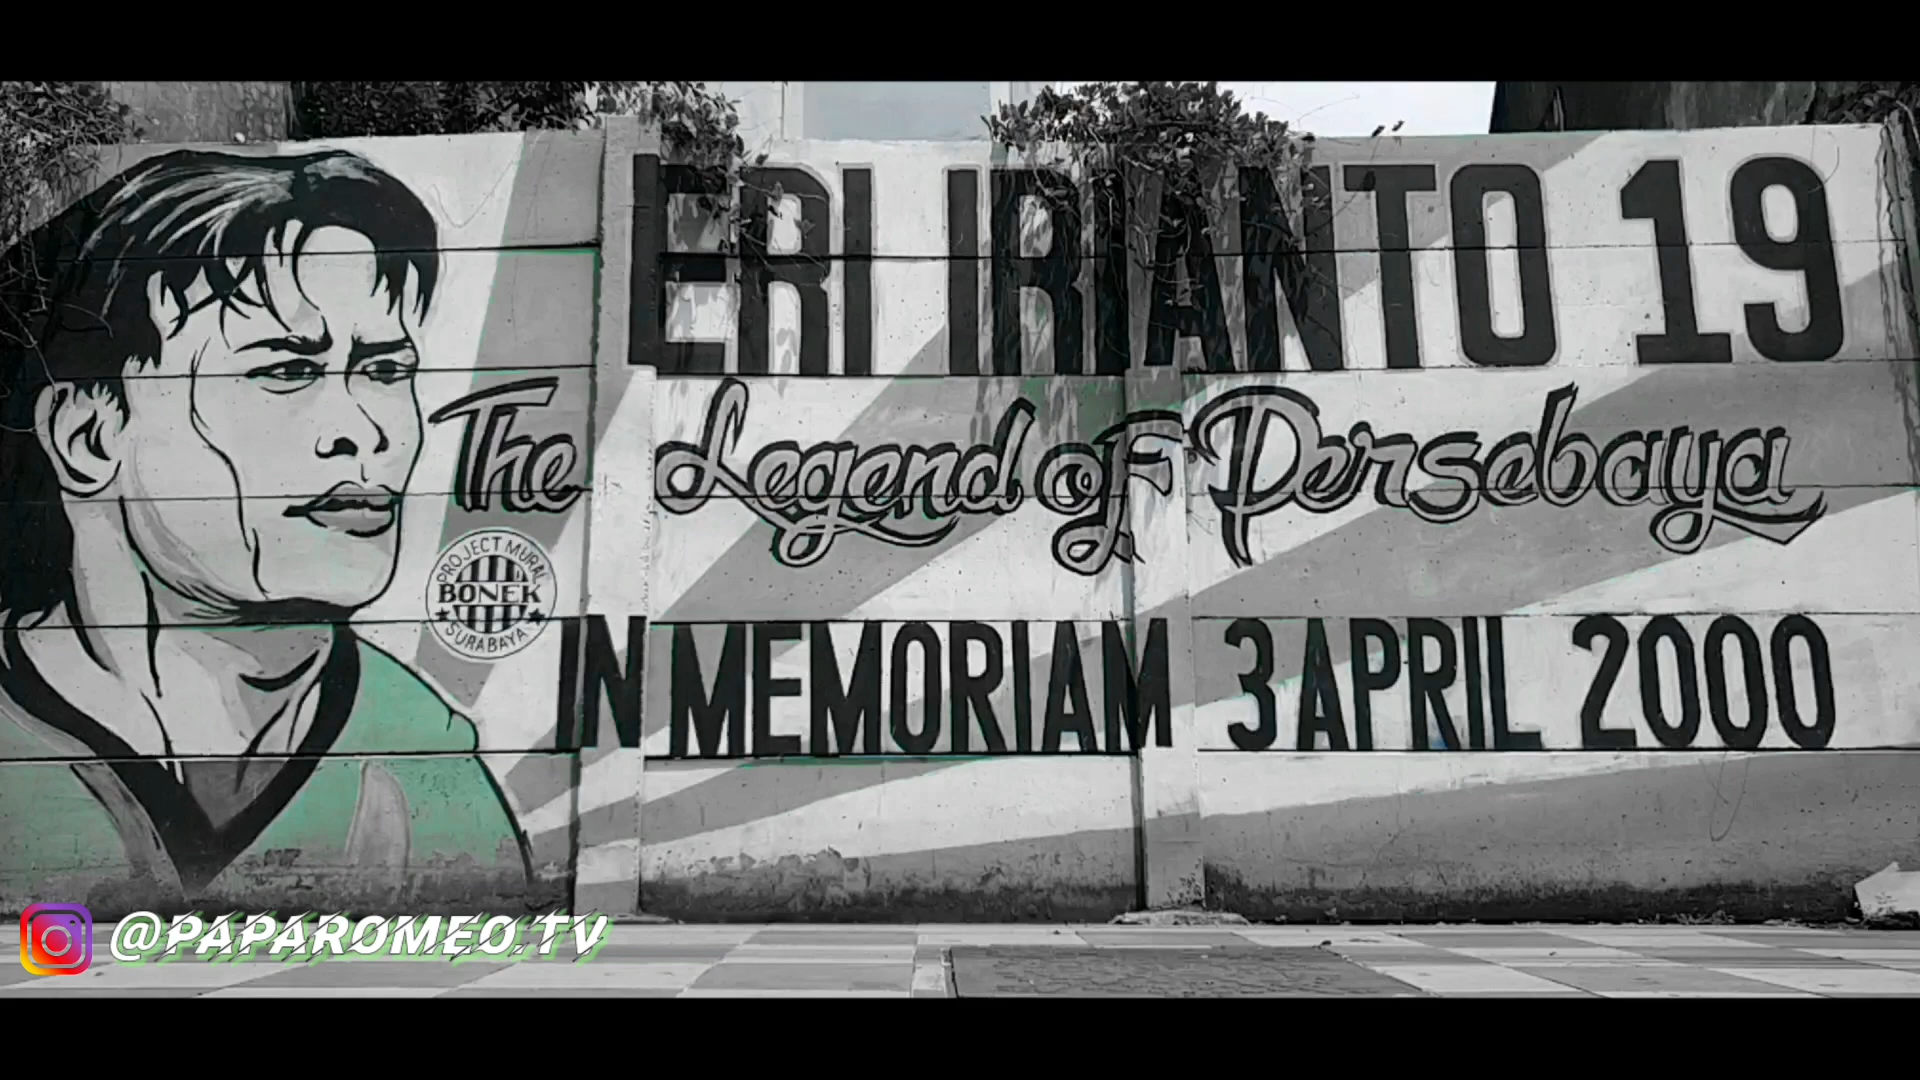 ERI IRIANTO 19
The Legend of Persebaya
PROJECT MURAL
BONEK
SURABAYA
IN MEMORIAM 3 APRIL 2000
@PAPAROMEO.TV